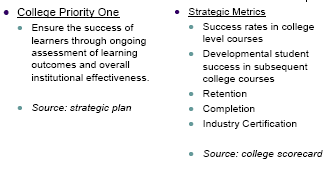 College Priority One
Ensure the success of
learners through ongoing
assessment of learning
outcomes and overall
institutional effectiveness.
Source: strategic plan
Strategic Metrics
Success rates in college
level courses
Developmental student
success in subsequent
college courses
Retention
Completion
Industry Certification
Source: college scorecard